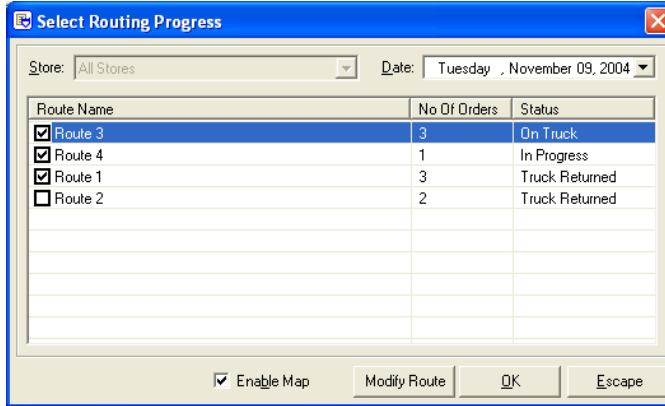 Select Routing Progress
Store: All Stores Date: Tuesday , November 09, 2004
Route Name No Of Orders Status
Route 3 3 On Truck
Route 4 1 In Progress
Route 1 3 Truck Returned
Route 2 2 Truck Returned
Enable Map Modify Route OK Escape